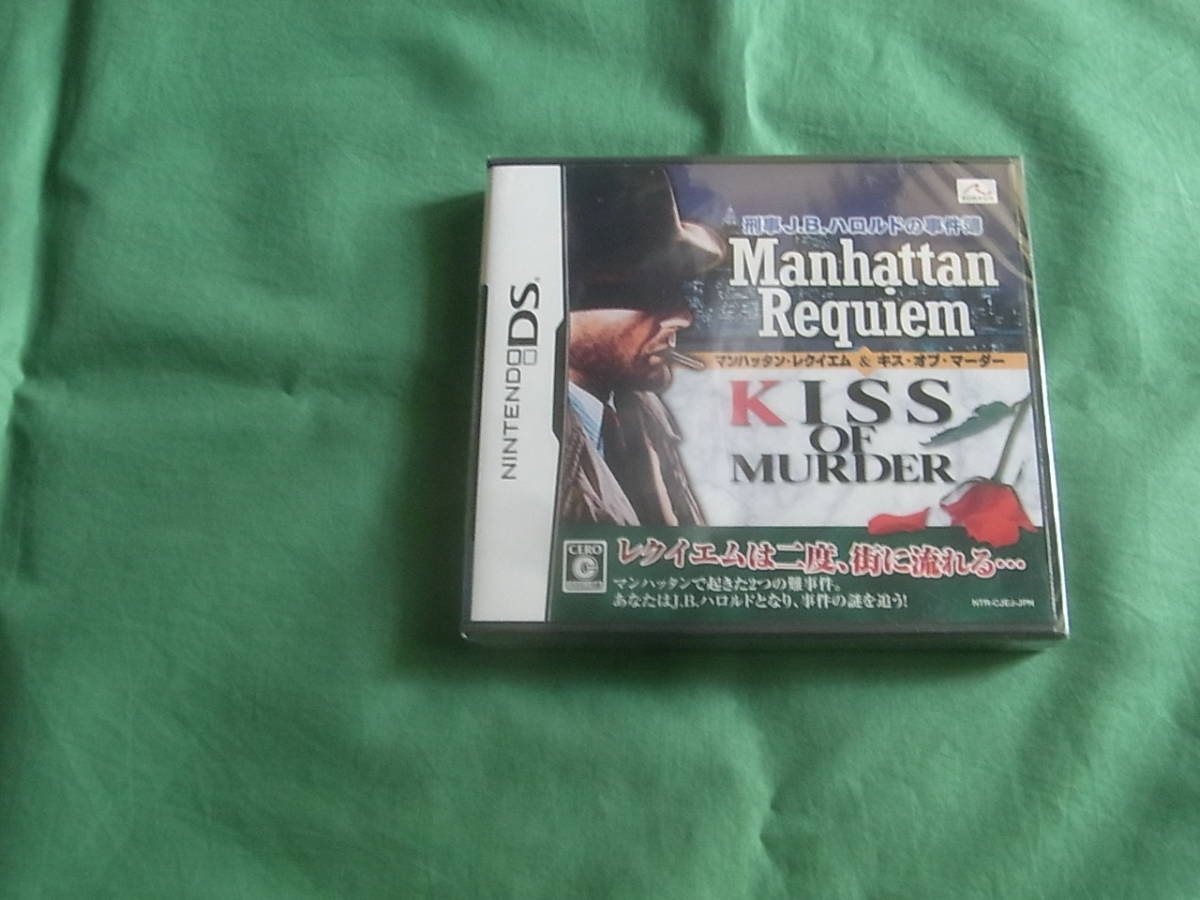 NINTENDO DS
刑事J.B.ハロルドの事件簿
Manhattan
Requiem
マンハッタン・レクイエム & キス・オブ・マーダー
KISS
OF
MURDER
CERO
C
レクイエムは二度、街に流れる…
マンハッタンで起きた2つの難事件。
あなたはJ.B.ハロルドとなり、事件の謎を追う!
NTR-CJEJ-JPN